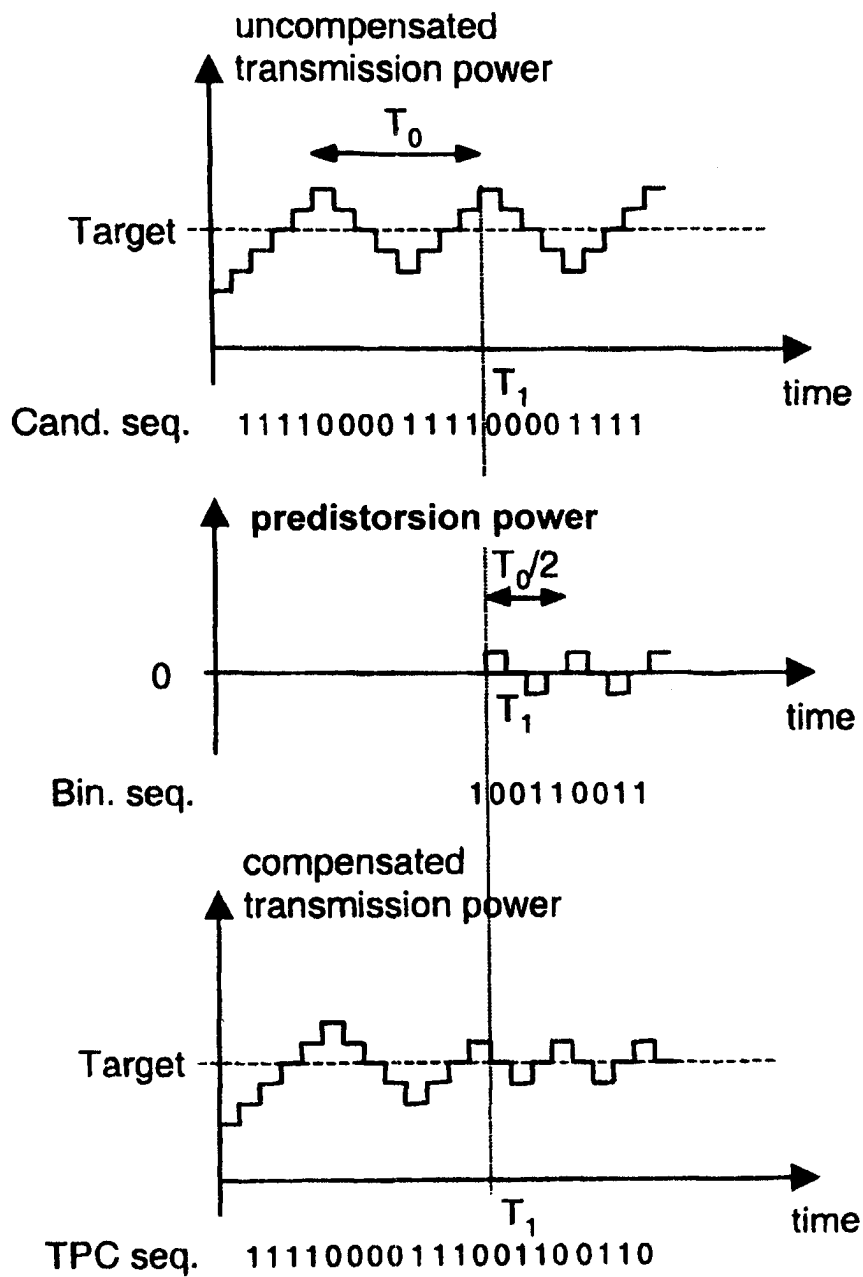 uncompensated
transmission power
T0
Target
T1
time
Cand. seq. 11110000111100001111
predistorsion power
T0/2
0
T1
time
Bin. seq. 100110011
compensated
transmission power
Target
T1
time
TPC seq. 11110000111001100110